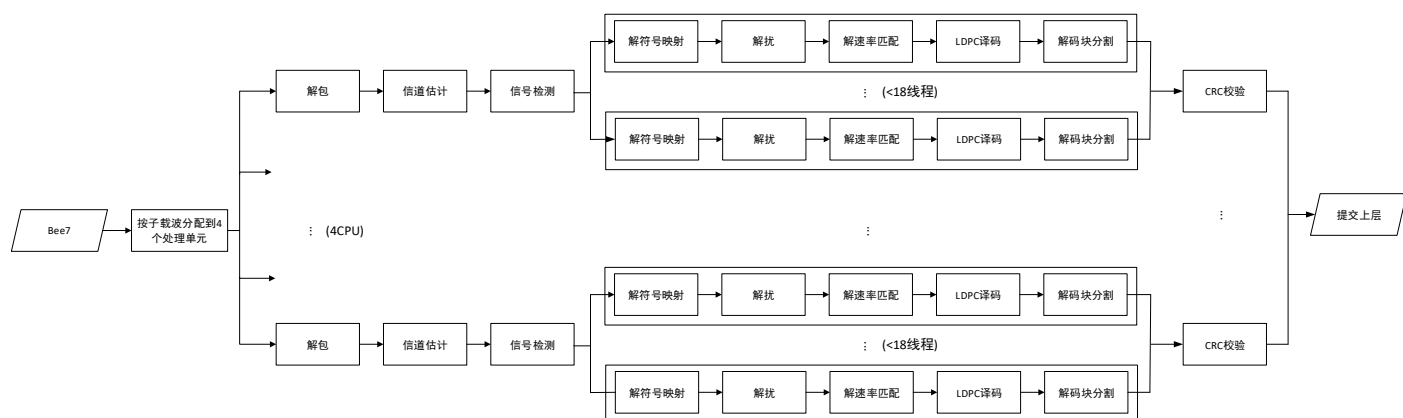 解符号映射 解扰 解速率匹配 LDPC译码 解码块分割
解包 信道估计 信号检测 ⋮ (<18线程) CRC校验
解符号映射 解扰 解速率匹配 LDPC译码 解码块分割
Bee7
按子载波分配到4
个处理单元
⋮ (4CPU)
⋮
⋮
提交上层
解符号映射 解扰 解速率匹配 LDPC译码 解码块分割
解包 信道估计 信号检测 ⋮ (<18线程) CRC校验
解符号映射 解扰 解速率匹配 LDPC译码 解码块分割